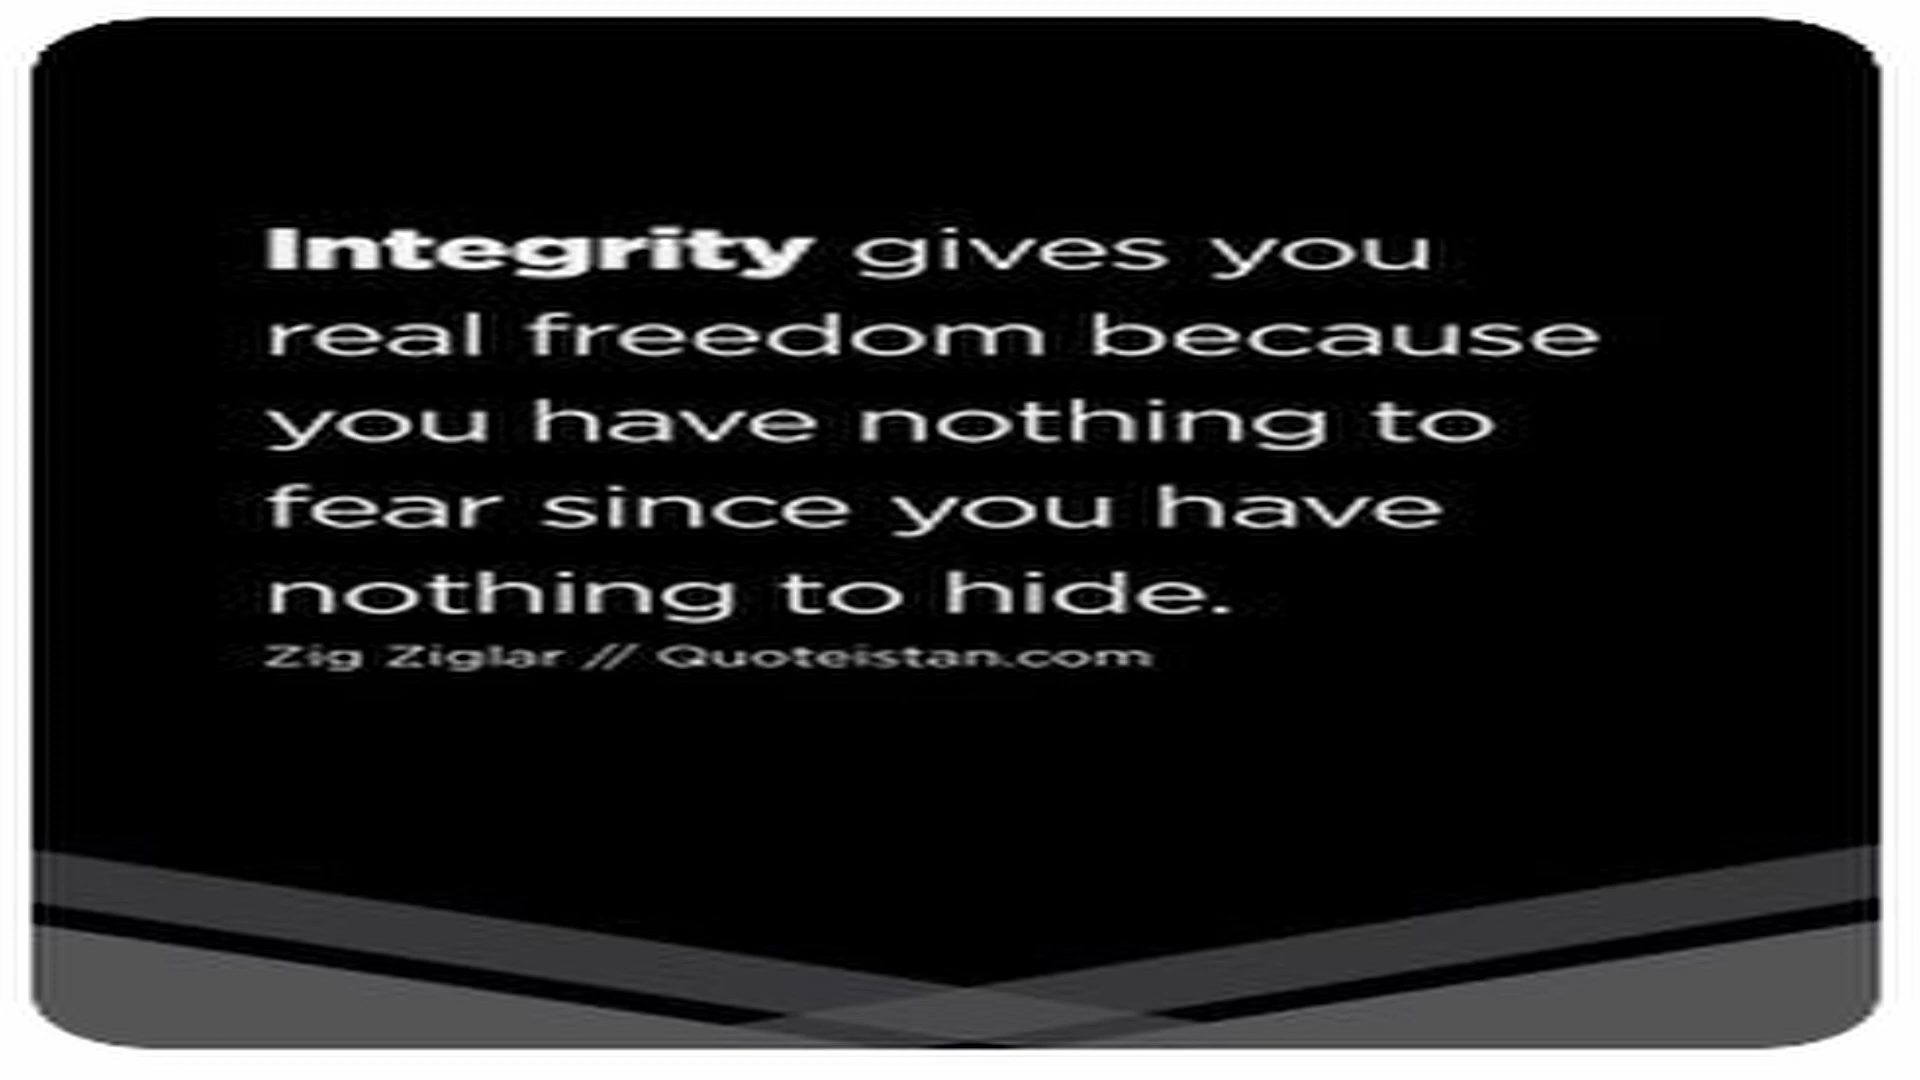 Integrity gives you
real freedom because
you have nothing to
fear since you have
nothing to hide.
Zig Ziglar // Quoteistan.com